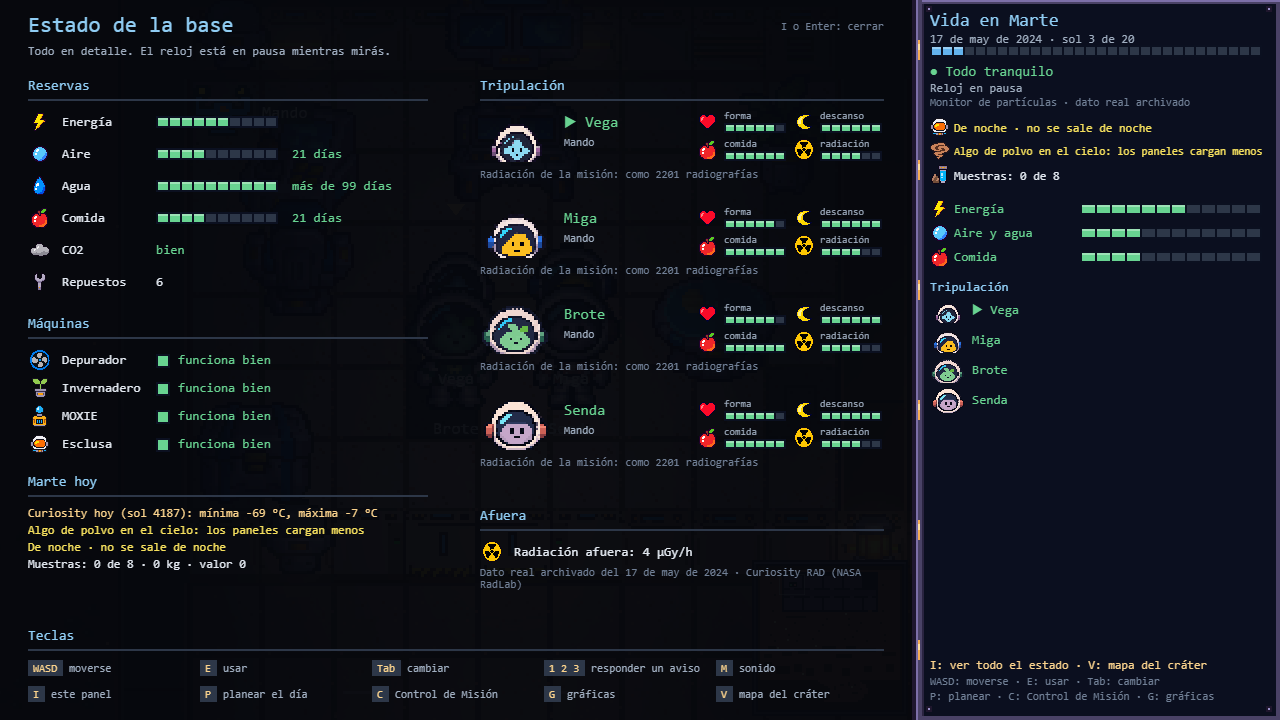 Estado de la base
I o Enter: cerrar
Todo en detalle. El reloj está en pausa mientras mirás.
Reservas
Energía
Aire 21 días
Agua más de 99 días
Comida 21 días
CO2 bien
Repuestos 6
Máquinas
Depurador funciona bien
Invernadero funciona bien
MOXIE funciona bien
Esclusa funciona bien
Marte hoy
Curiosity hoy (sol 4187): mínima -69 °C, máxima -7 °C
Algo de polvo en el cielo: los paneles cargan menos
De noche · no se sale de noche
Muestras: 0 de 8 · 0 kg · valor 0
Tripulación
▶ Vega
Mando
forma descanso
comida radiación
Radiación de la misión: como 2201 radiografías
Miga
Mando
forma descanso
comida radiación
Radiación de la misión: como 2201 radiografías
Brote
Mando
forma descanso
comida radiación
Radiación de la misión: como 2201 radiografías
Senda
Mando
forma descanso
comida radiación
Radiación de la misión: como 2201 radiografías
Afuera
Radiación afuera: 4 µGy/h
Dato real archivado del 17 de may de 2024 · Curiosity RAD (NASA
RadLab)
Teclas
WASD moverse E usar Tab cambiar 1 2 3 responder un aviso M sonido
I este panel P planear el día C Control de Misión G gráficas V mapa del cráter
Vida en Marte
17 de may de 2024 · sol 3 de 20
● Todo tranquilo
Reloj en pausa
Monitor de partículas · dato real archivado
De noche · no se sale de noche
Algo de polvo en el cielo: los paneles cargan menos
Muestras: 0 de 8
Energía
Aire y agua
Comida
Tripulación
▶ Vega
Miga
Brote
Senda
I: ver todo el estado · V: mapa del cráter
WASD: moverse · E: usar · Tab: cambiar
P: planear · C: Control de Misión · G: gráficas